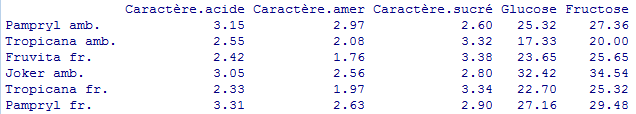 Caractère.acide Caractère.amer Caractère.sucré Glucose Fructose
Pampryl amb. 3.15 2.97 2.60 25.32 27.36
Tropicana amb. 2.55 2.08 3.32 17.33 20.00
Fruvita fr. 2.42 1.76 3.38 23.65 25.65
Joker amb. 3.05 2.56 2.80 32.42 34.54
Tropicana fr. 2.33 1.97 3.34 22.70 25.32
Pampryl fr. 3.31 2.63 2.90 27.16 29.48